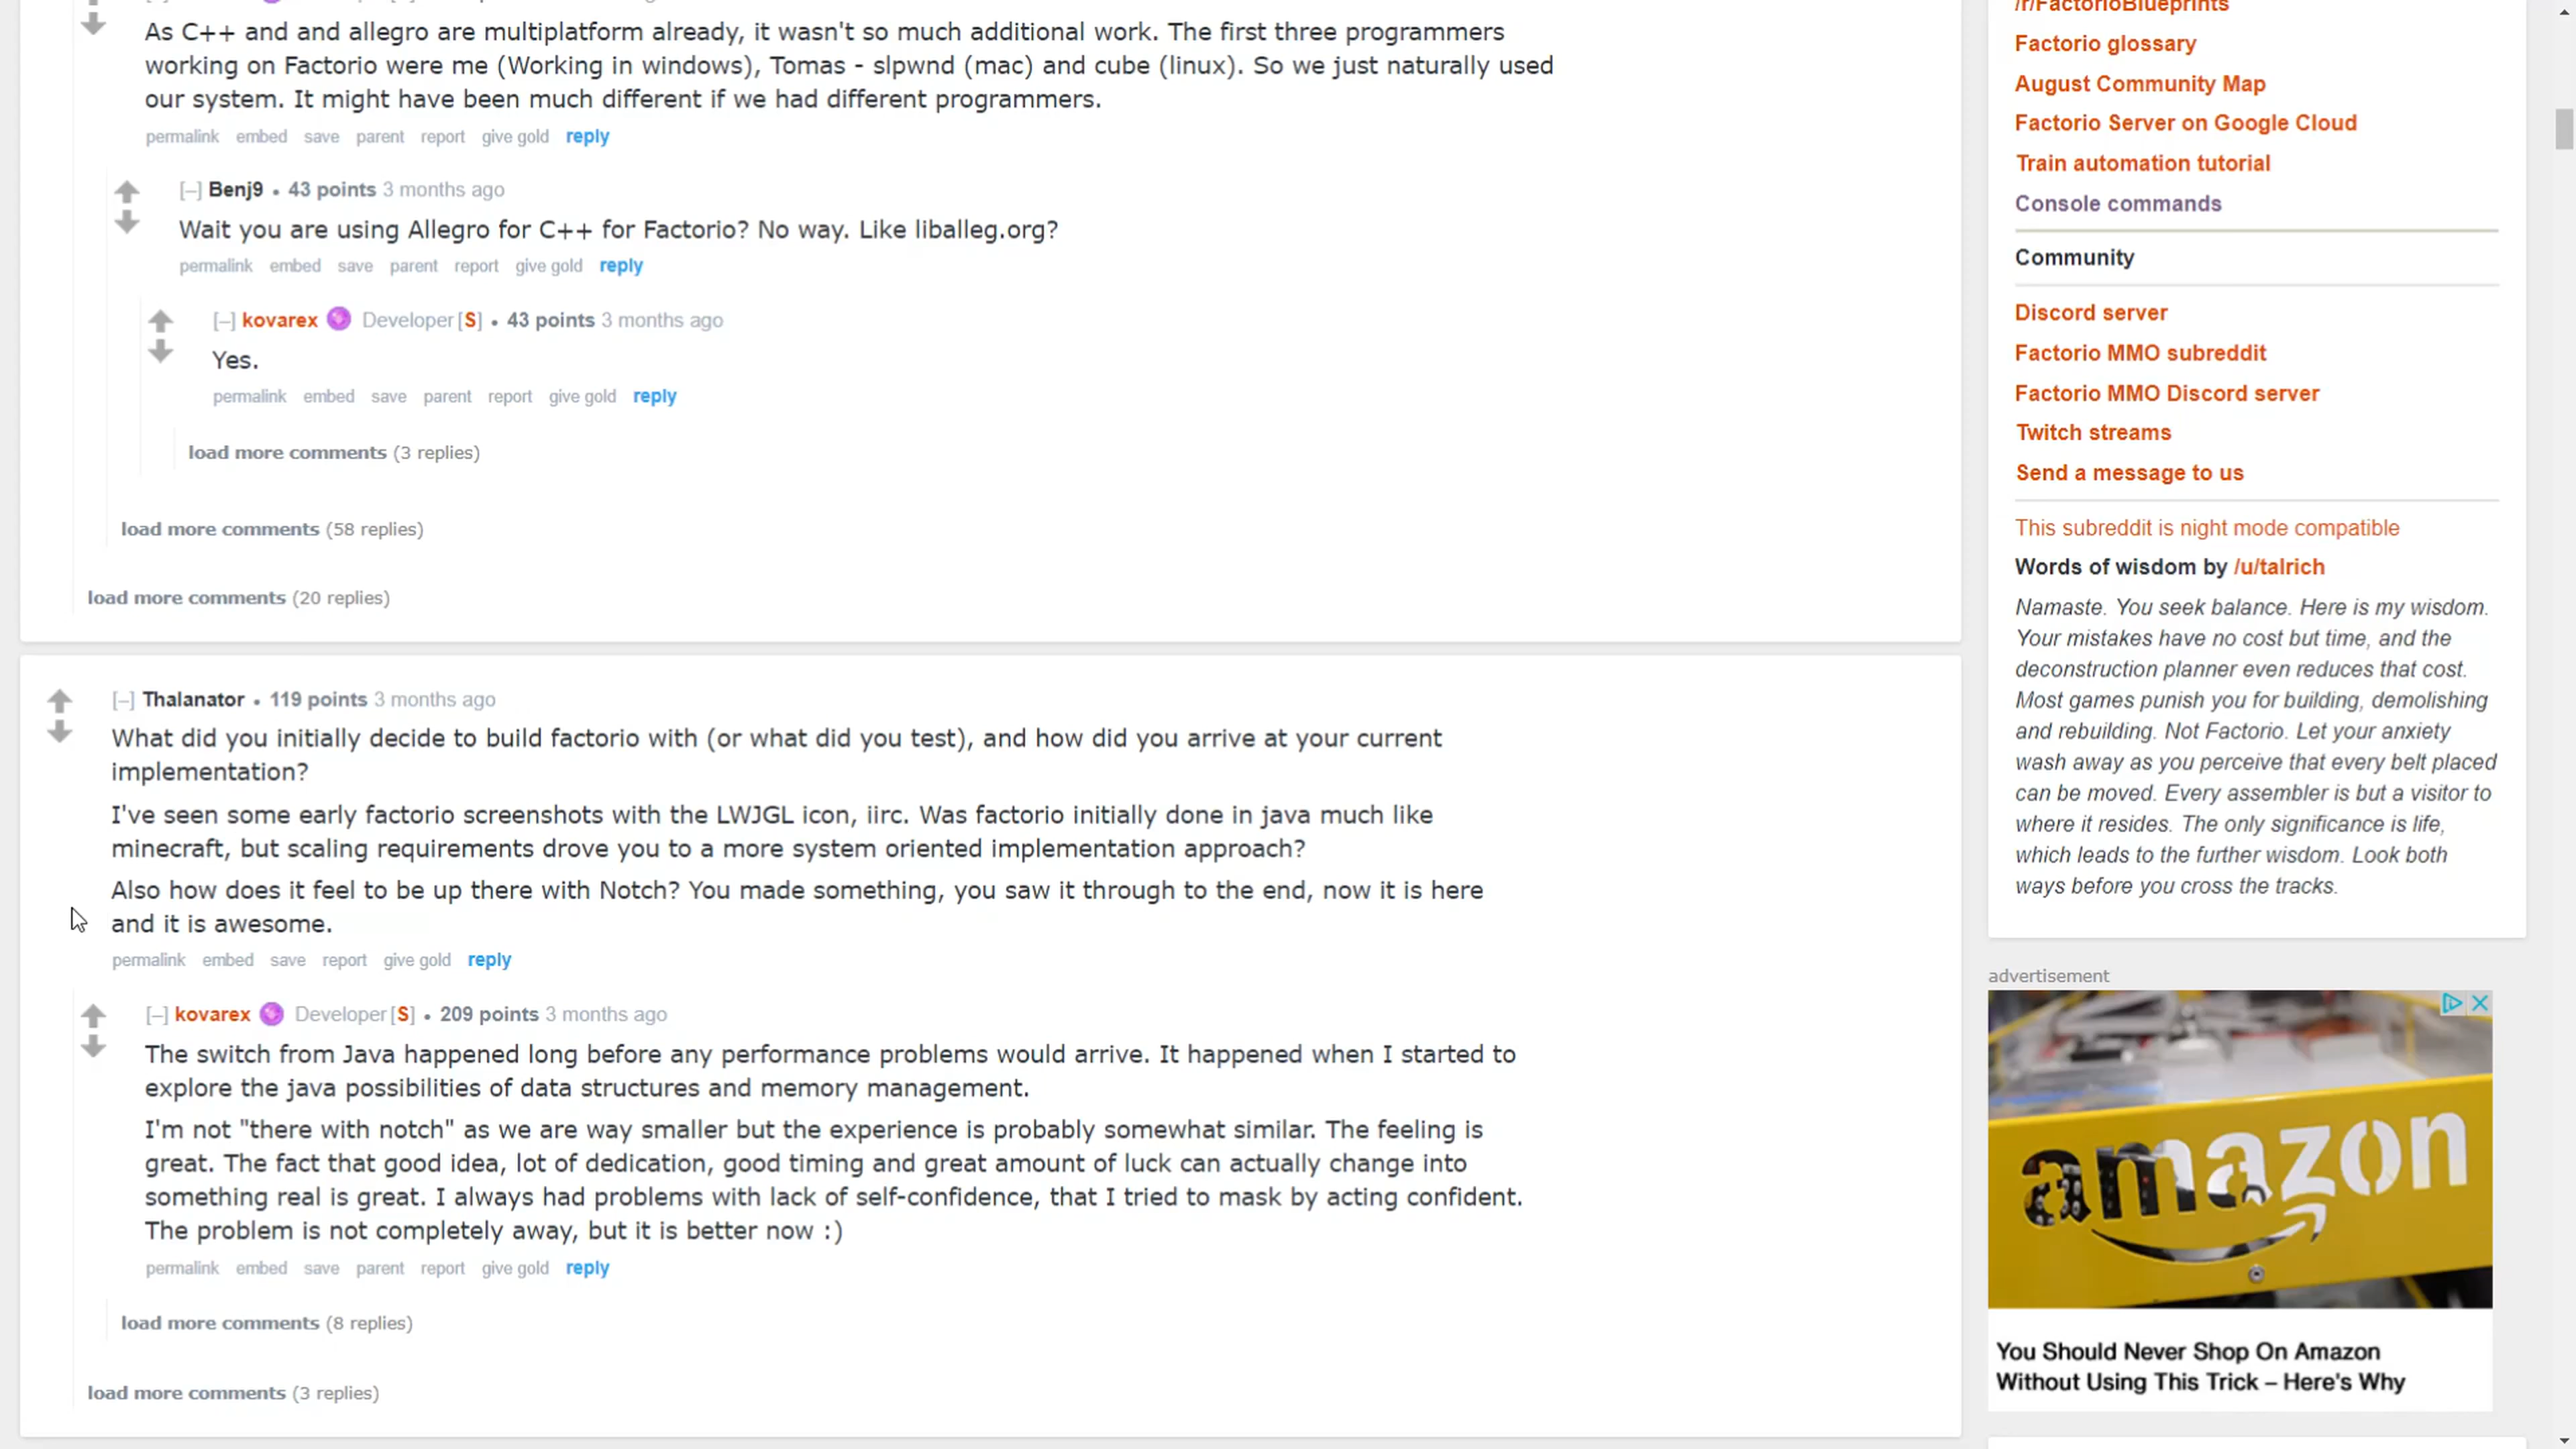 As C++ and and allegro are multiplatform already, it wasn't so much additional work. The first three programmers
working on Factorio were me (Working in windows), Tomas - slpwnd (mac) and cube (linux). So we just naturally used
our system. It might have been much different if we had different programmers.
permalink embed save parent report give gold reply
[–] Benj9 • 43 points 3 months ago
Wait you are using Allegro for C++ for Factorio? No way. Like liballeg.org?
permalink embed save parent report give gold reply
[–] kovarex Developer [S] • 43 points 3 months ago
Yes.
permalink embed save parent report give gold reply
load more comments (3 replies)
load more comments (58 replies)
load more comments (20 replies)
[–] Thalanator • 119 points 3 months ago
What did you initially decide to build factorio with (or what did you test), and how did you arrive at your current
implementation?
I've seen some early factorio screenshots with the LWJGL icon, iirc. Was factorio initially done in java much like
minecraft, but scaling requirements drove you to a more system oriented implementation approach?
Also how does it feel to be up there with Notch? You made something, you saw it through to the end, now it is here
and it is awesome.
permalink embed save report give gold reply
[–] kovarex Developer [S] • 209 points 3 months ago
The switch from Java happened long before any performance problems would arrive. It happened when I started to
explore the java possibilities of data structures and memory management.
I'm not "there with notch" as we are way smaller but the experience is probably somewhat similar. The feeling is
great. The fact that good idea, lot of dedication, good timing and great amount of luck can actually change into
something real is great. I always had problems with lack of self-confidence, that I tried to mask by acting confident.
The problem is not completely away, but it is better now :)
permalink embed save parent report give gold reply
load more comments (8 replies)
load more comments (3 replies)
/r/FactorioBlueprints
Factorio glossary
August Community Map
Factorio Server on Google Cloud
Train automation tutorial
Console commands
Community
Discord server
Factorio MMO subreddit
Factorio MMO Discord server
Twitch streams
Send a message to us
This subreddit is night mode compatible
Words of wisdom by /u/talrich
Namaste. You seek balance. Here is my wisdom.
Your mistakes have no cost but time, and the
deconstruction planner even reduces that cost.
Most games punish you for building, demolishing
and rebuilding. Not Factorio. Let your anxiety
wash away as you perceive that every belt placed
can be moved. Every assembler is but a visitor to
where it resides. The only significance is life,
which leads to the further wisdom. Look both
ways before you cross the tracks.
advertisement
amazon
You Should Never Shop On Amazon
Without Using This Trick – Here's Why